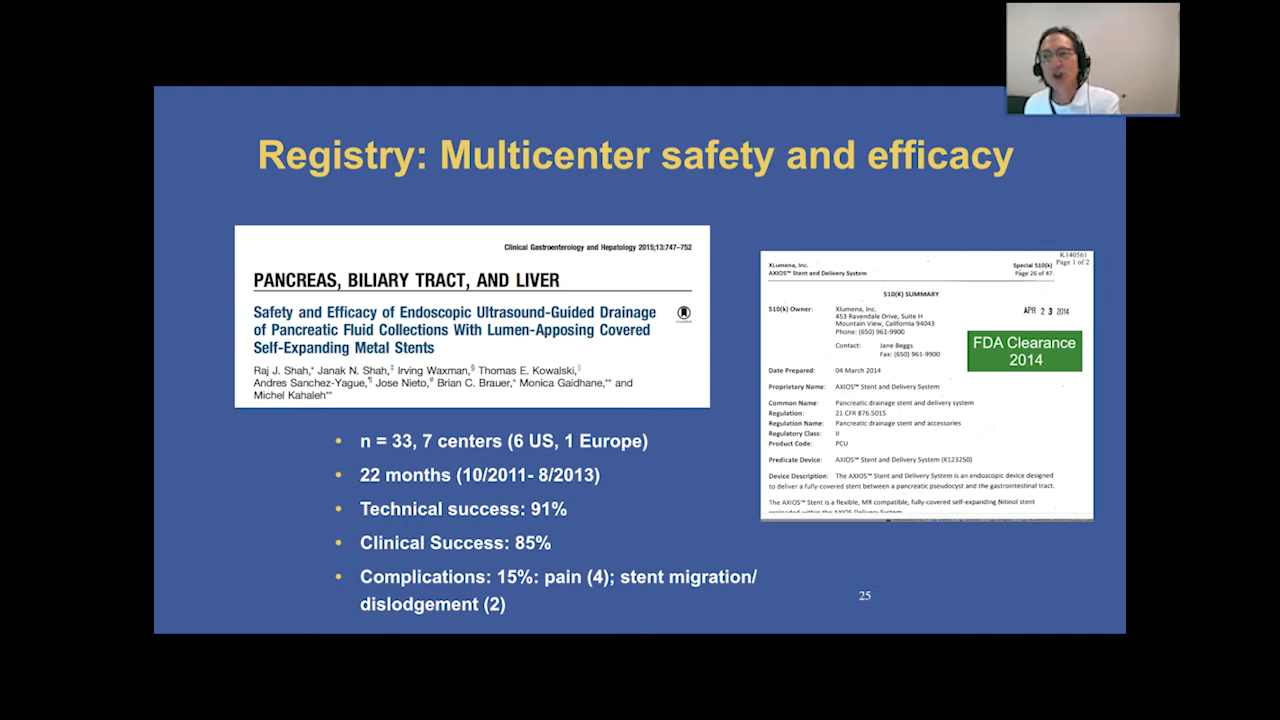 Registry: Multicenter safety and efficacy
Clinical Gastroenterology and Hepatology 2015;13:747–752
PANCREAS, BILIARY TRACT, AND LIVER
Safety and Efficacy of Endoscopic Ultrasound-Guided Drainage
of Pancreatic Fluid Collections With Lumen-Apposing Covered
Self-Expanding Metal Stents
Raj J. Shah,* Janak N. Shah,‡ Irving Waxman,§ Thomas E. Kowalski,||
Andres Sanchez-Yague,¶ Jose Nieto,# Brian C. Brauer,* Monica Gaidhane,** and
Michel Kahaleh**
• n = 33, 7 centers (6 US, 1 Europe)
• 22 months (10/2011- 8/2013)
• Technical success: 91%
• Clinical Success: 85%
• Complications: 15%: pain (4); stent migration/
dislodgement (2)
K140561
Page 1 of 2
XLumena, Inc. Special 510(k)
AXIOS™ Stent and Delivery System Page 26 of 47
510(K) SUMMARY
510(k) Owner: Xlumena, Inc.
453 Ravendale Drive, Suite H
Mountain View, California 94043
Phone: (650) 961-9900
APR 23 2014
Contact: Jane Beggs
Fax: (650) 961-9900
FDA Clearance
2014
Date Prepared: 04 March 2014
Proprietary Name: AXIOS™ Stent and Delivery System
Common Name: Pancreatic drainage stent and delivery system
Regulation: 21 CFR 876.5015
Regulation Name: Pancreatic drainage stent and accessories
Regulatory Class: II
Product Code: PCU
Predicate Device: AXIOS™ Stent and Delivery System (K123250)
Device Description: The AXIOS™ Stent and Delivery System is an endoscopic device designed
to deliver a fully-covered stent between a pancreatic pseudocyst and the gastrointestinal tract.
The AXIOS™ Stent is a flexible, MR compatible, fully-covered self-expanding Nitinol stent
preloaded within the AXIOS Delivery System
25